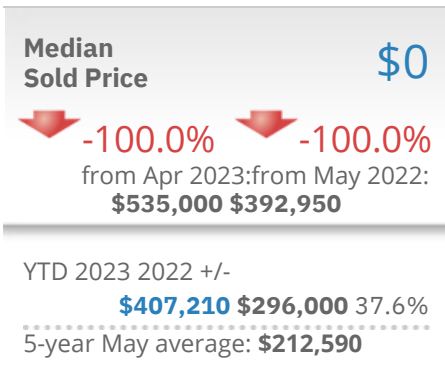 Median
Sold Price
$0
-100.0% -100.0%
from Apr 2023:from May 2022:
$535,000 $392,950
YTD 2023 2022 +/-
$407,210 $296,000 37.6%
5-year May average: $212,590